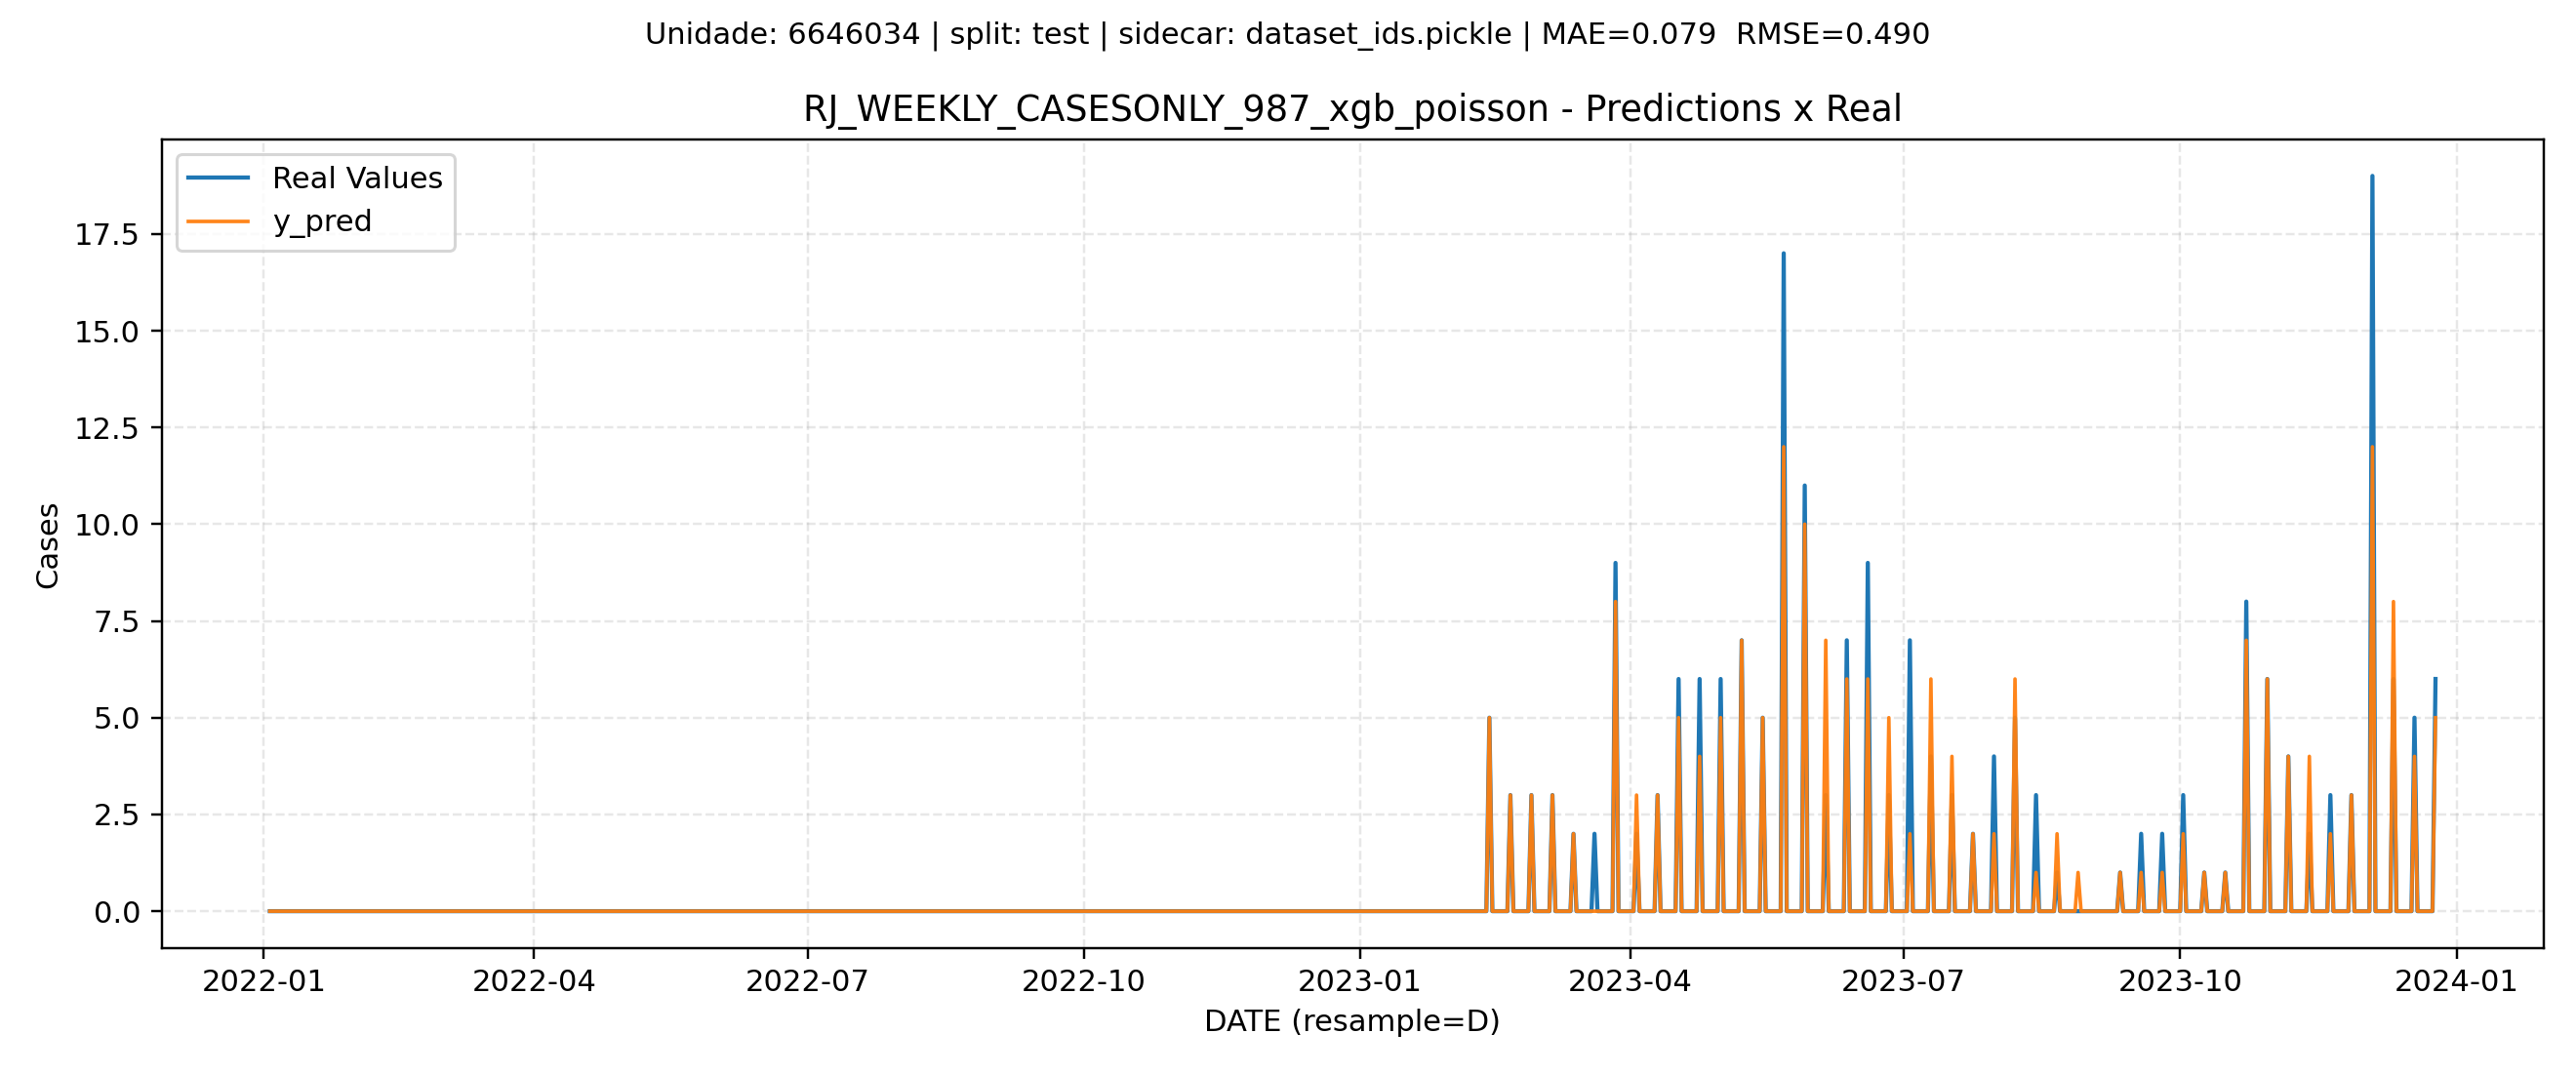 Unidade: 6646034 | split: test | sidecar: dataset_ids.pickle | MAE=0.079  RMSE=0.490
RJ_WEEKLY_CASESONLY_987_xgb_poisson - Predictions x Real
Real Values
y_pred
17.5
15.0
12.5
10.0
7.5
5.0
2.5
0.0
Cases
2022-01
2022-04
2022-07
2022-10
2023-01
2023-04
2023-07
2023-10
2024-01
DATE (resample=D)